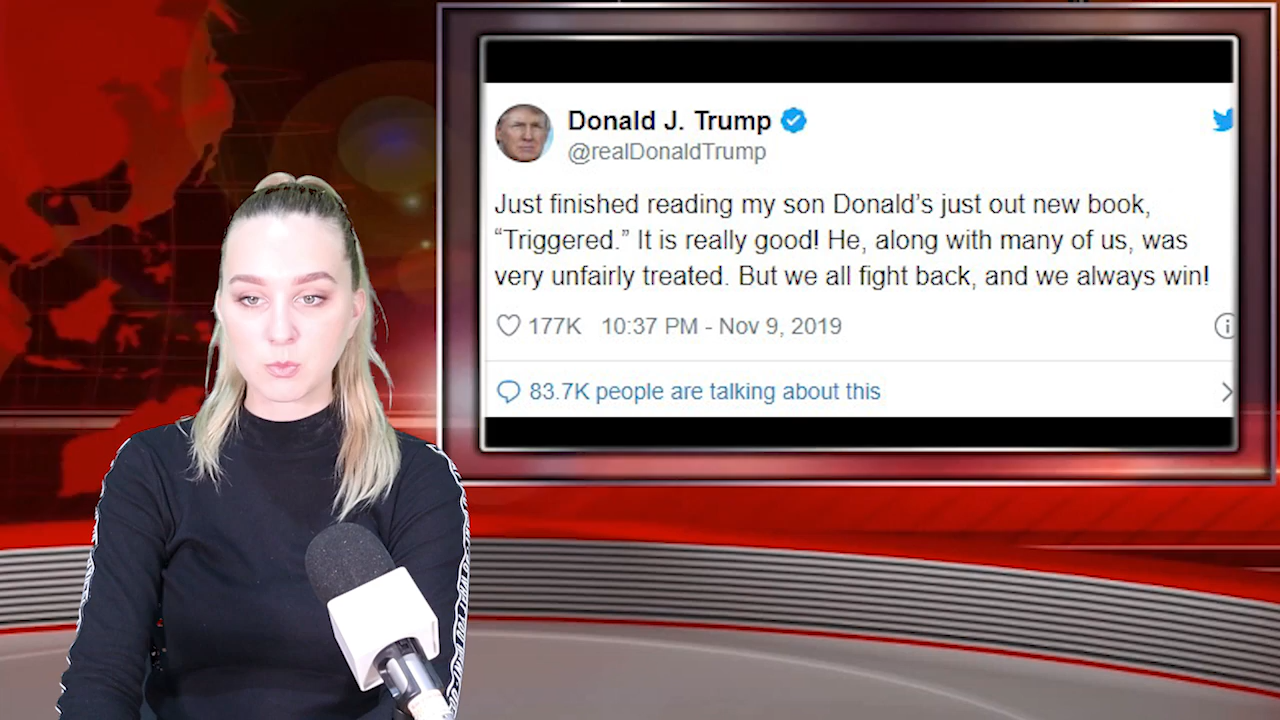 Donald J. Trump
@realDonaldTrump
Just finished reading my son Donald’s just out new book,
“Triggered.” It is really good! He, along with many of us, was
very unfairly treated. But we all fight back, and we always win!
177K 10:37 PM - Nov 9, 2019
83.7K people are talking about this